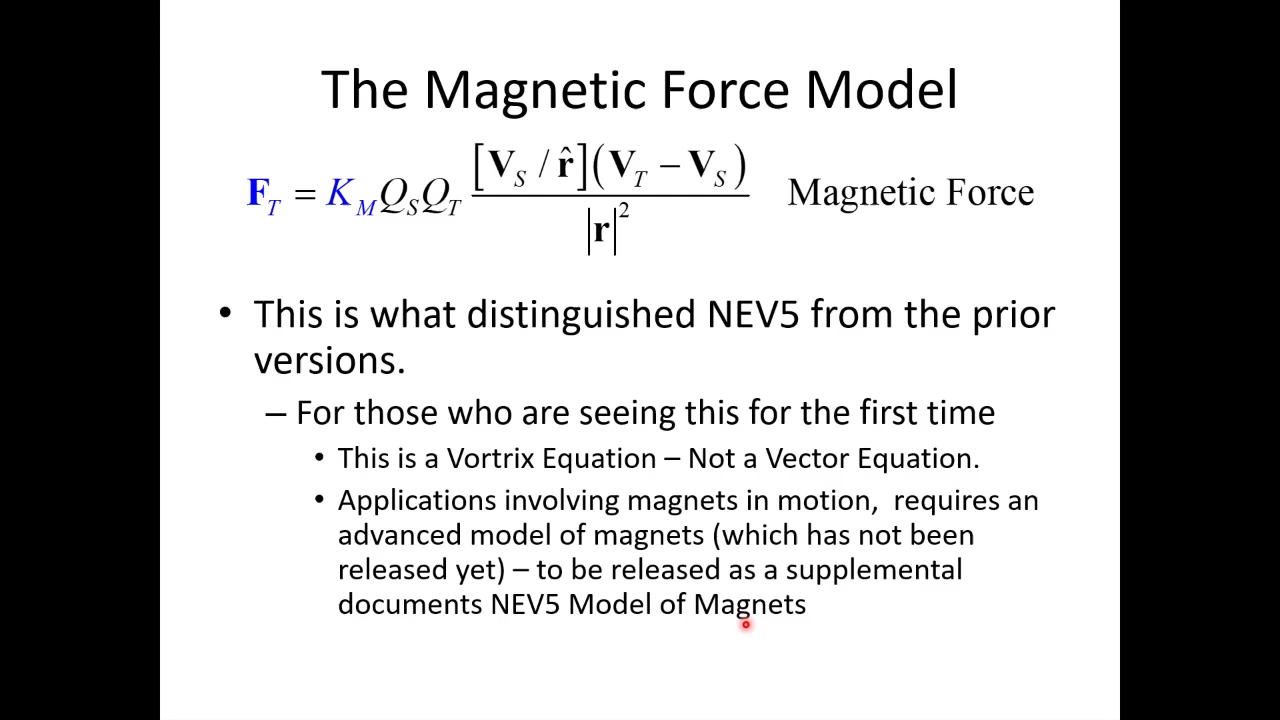 The Magnetic Force Model
F_T = K_M Q_S Q_T [V_S / r̂](V_T − V_S) / |r|² Magnetic Force
• This is what distinguished NEV5 from the prior
versions.
– For those who are seeing this for the first time
• This is a Vortrix Equation – Not a Vector Equation.
• Applications involving magnets in motion, requires an
advanced model of magnets (which has not been
released yet) – to be released as a supplemental
documents NEV5 Model of Magnets